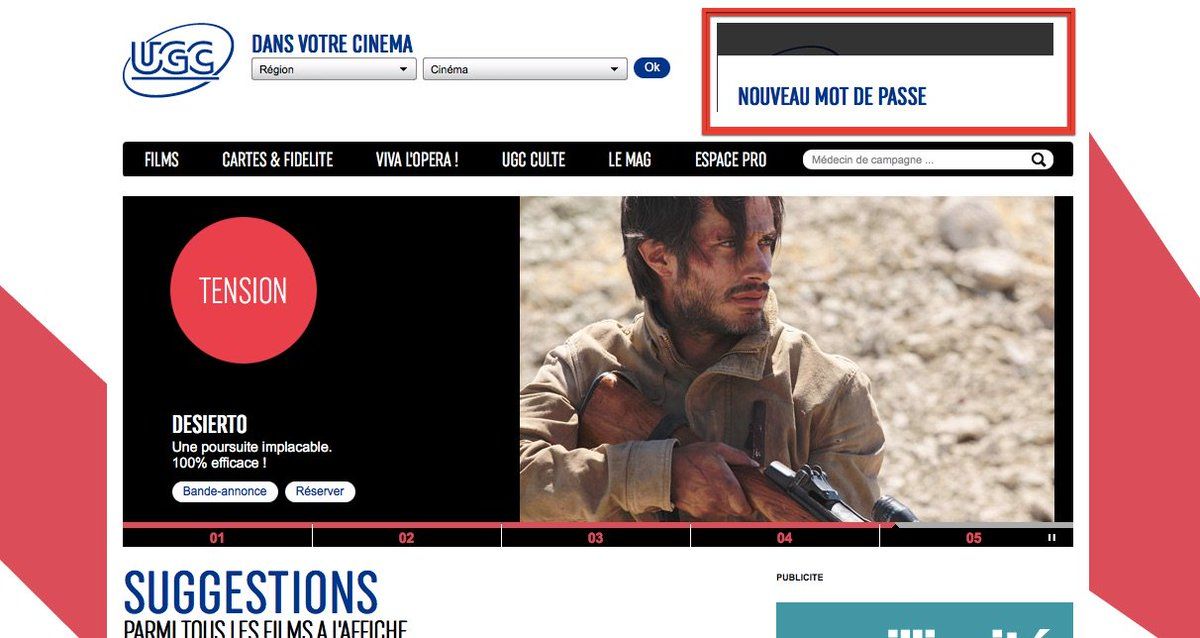 UGC
DANS VOTRE CINEMA
Région
Cinéma
Ok
NOUVEAU MOT DE PASSE
FILMS
CARTES & FIDELITE
VIVA L'OPERA !
UGC CULTE
LE MAG
ESPACE PRO
Médecin de campagne ...
TENSION
DESIERTO
Une poursuite implacable.
100% efficace !
Bande-annonce
Réserver
01
02
03
04
05
SUGGESTIONS
PARMI TOUS LES FILMS A L'AFFICHE
PUBLICITE